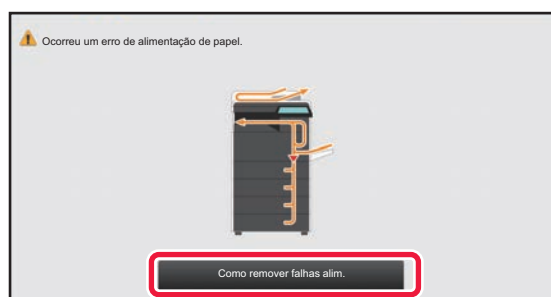 Ocorreu um erro de alimentação de papel.
Como remover falhas alim.